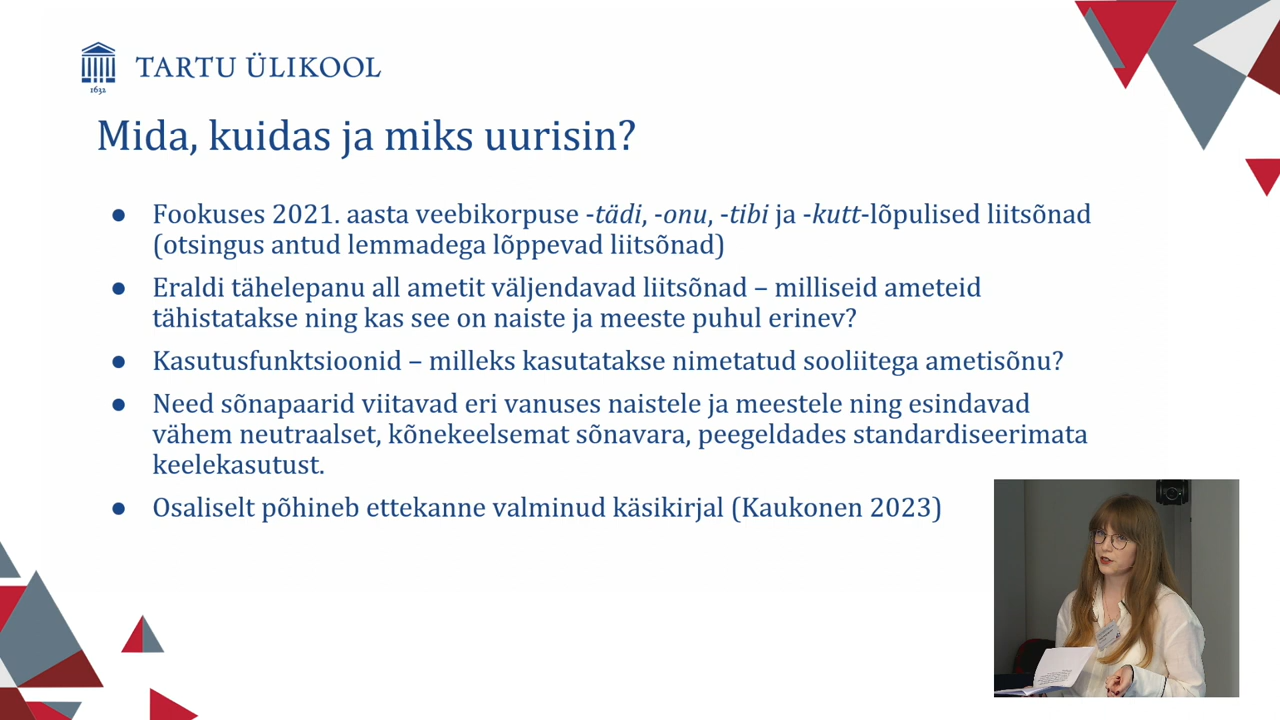 TARTU ÜLIKOOL
1632
Mida, kuidas ja miks uurisin?
● Fookuses 2021. aasta veebikorpuse -tädi, -onu, -tibi ja -kutt-lõpulised liitsõnad
(otsingus antud lemmadega lõppevad liitsõnad)
● Eraldi tähelepanu all ametit väljendavad liitsõnad – milliseid ameteid
tähistatakse ning kas see on naiste ja meeste puhul erinev?
● Kasutusfunktsioonid – milleks kasutatakse nimetatud sooliitega ametisõnu?
● Need sõnapaarid viitavad eri vanuses naistele ja meestele ning esindavad
vähem neutraalset, kõnekeelsemat sõnavara, peegeldades standardiseerimata
keelekasutust.
● Osaliselt põhineb ettekanne valminud käsikirjal (Kaukonen 2023)